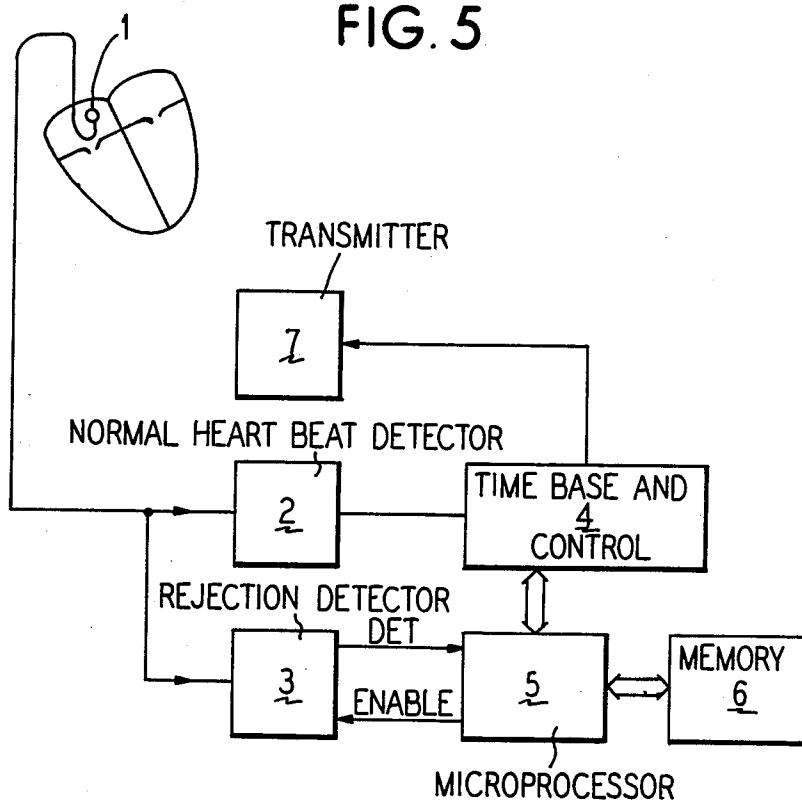 FIG. 5
1
TRANSMITTER
7
NORMAL HEART BEAT DETECTOR
2
TIME BASE AND
4
CONTROL
REJECTION DETECTOR
DET
3
ENABLE
5
MEMORY
6
MICROPROCESSOR